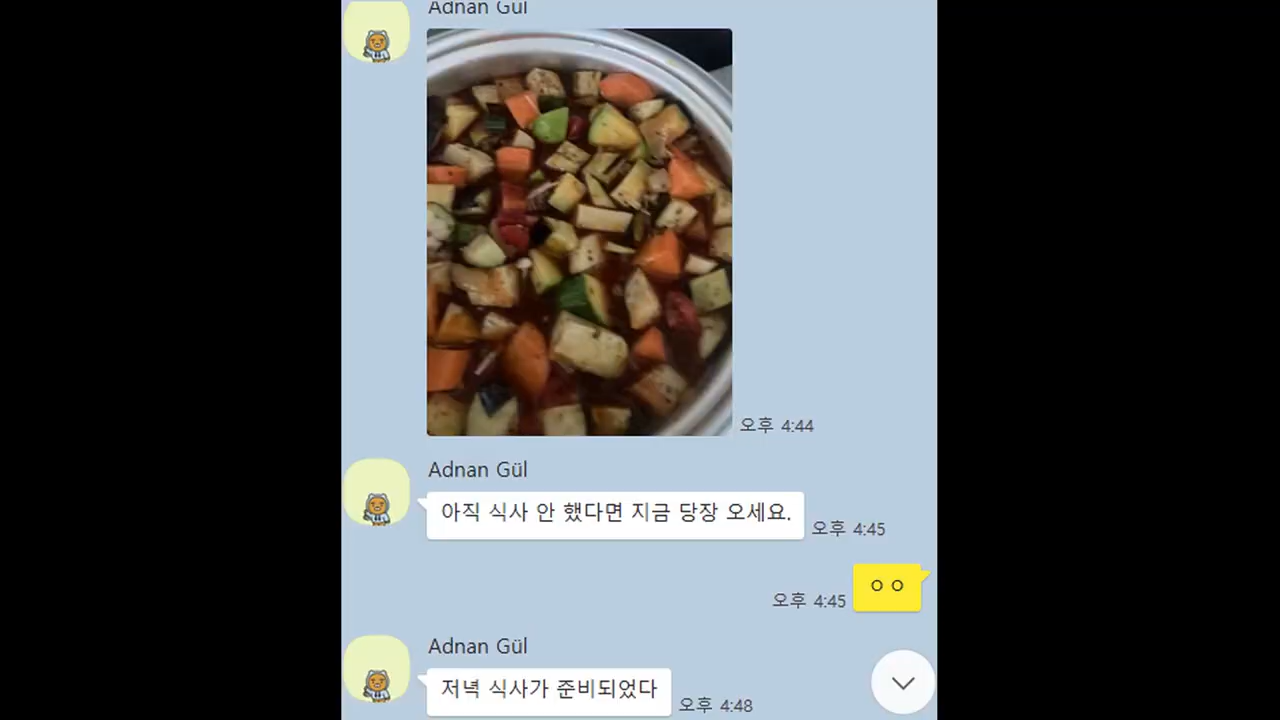 Adnan Gül
오후 4:44
Adnan Gül
아직 식사 안 했다면 지금 당장 오세요.
오후 4:45
오후 4:45
ㅇㅇ
Adnan Gül
저녁 식사가 준비되었다
오후 4:48